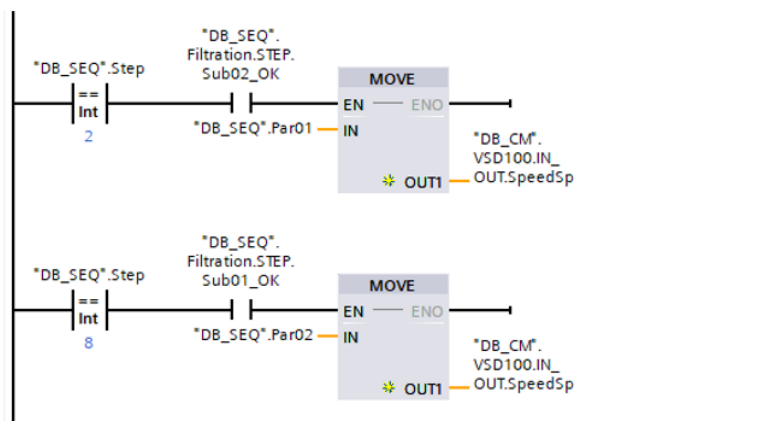 "DB_SEQ".
Filtration.STEP.
"DB_SEQ".Step
Sub02_OK
MOVE
==
Int
EN
ENO
2
"DB_SEQ".Par01
IN
"DB_CM".
VSD100.IN_
OUT1
OUT.SpeedSp
"DB_SEQ".
Filtration.STEP.
"DB_SEQ".Step
Sub01_OK
MOVE
==
Int
EN
ENO
8
"DB_SEQ".Par02
IN
"DB_CM".
VSD100.IN_
OUT1
OUT.SpeedSp